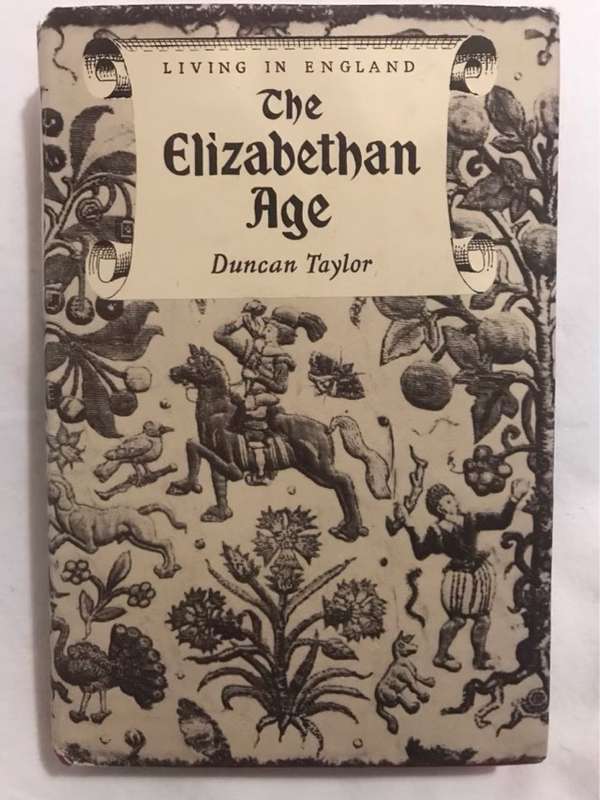 LIVING IN ENGLAND
The
Elizabethan
Age
Duncan Taylor